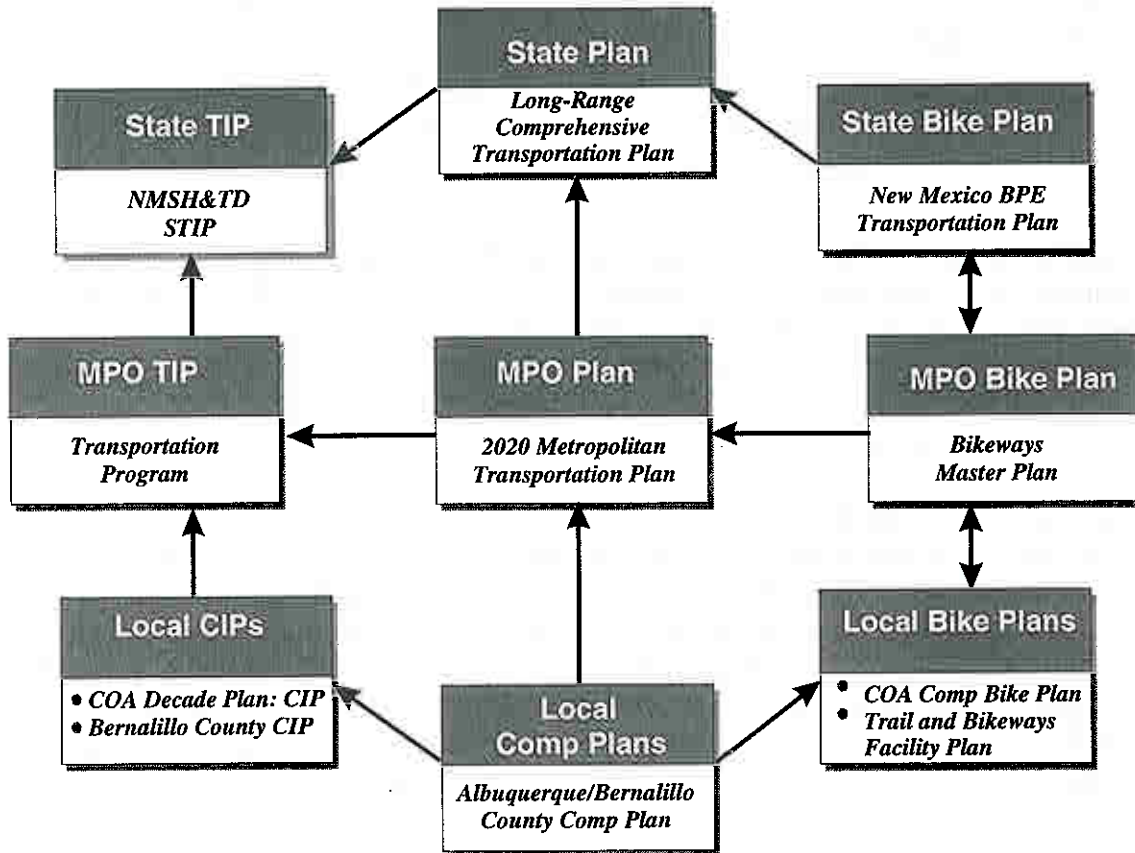 State Plan
Long-Range
Comprehensive
Transportation Plan
State TIP
NMSH&TD
STIP
State Bike Plan
New Mexico BPE
Transportation Plan
MPO TIP
Transportation
Program
MPO Plan
2020 Metropolitan
Transportation Plan
MPO Bike Plan
Bikeways
Master Plan
Local CIPs
• COA Decade Plan: CIP
• Bernalillo County CIP
Local
Comp Plans
Albuquerque/Bernalillo
County Comp Plan
Local Bike Plans
• COA Comp Bike Plan
• Trail and Bikeways
Facility Plan